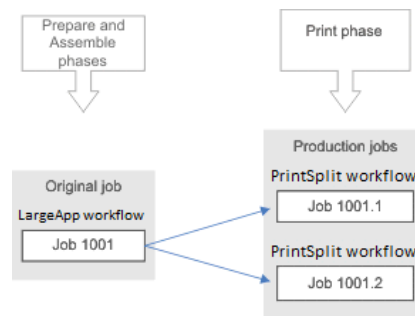 Prepare and
Assemble
phases
Print phase
Original job
LargeApp workflow
Job 1001
Production jobs
PrintSplit workflow
Job 1001.1
PrintSplit workflow
Job 1001.2